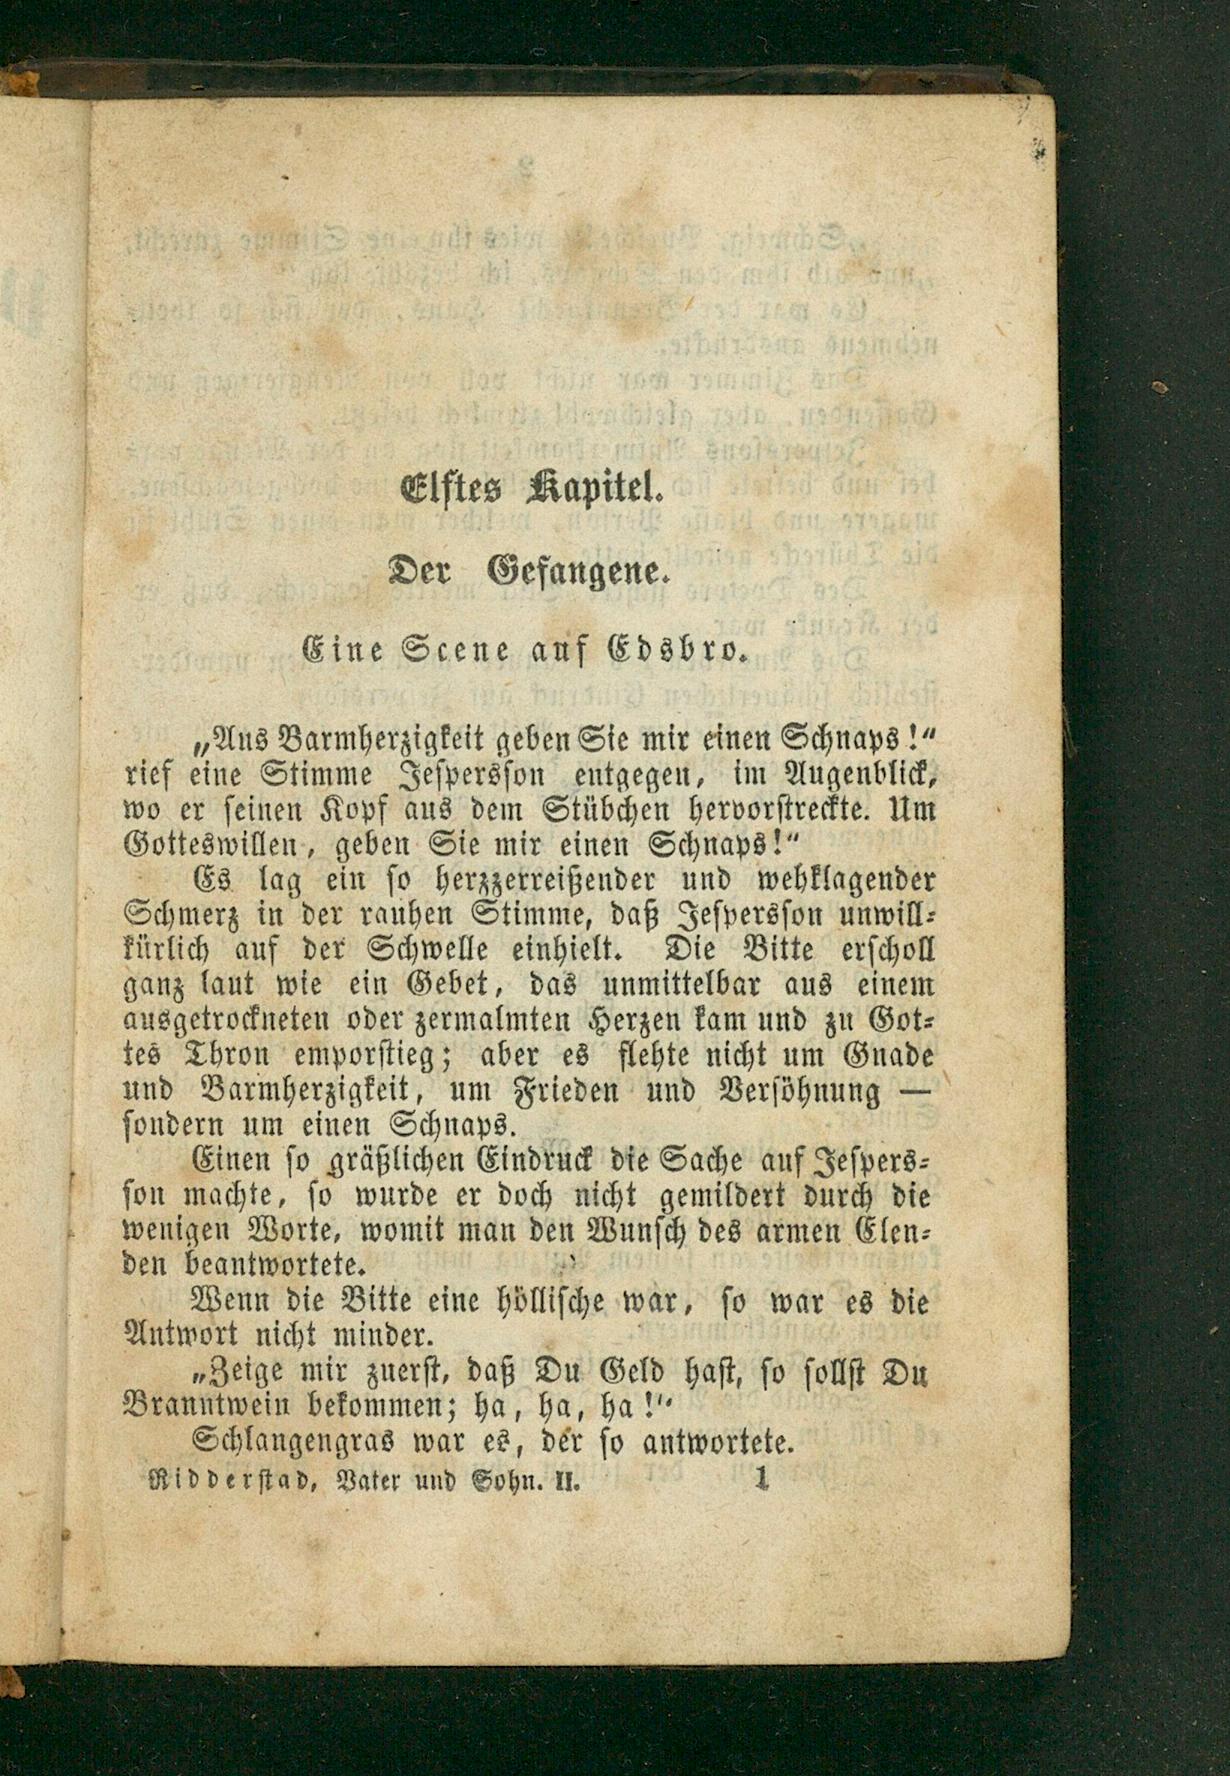 Elftes Kapitel.
Der Gefangene.
Eine Scene auf Edsbro.
„Aus Barmherzigkeit geben Sie mir einen Schnaps!“
rief eine Stimme Jespersson entgegen, im Augenblick,
wo er seinen Kopf aus dem Stübchen hervorstreckte. Um
Gotteswillen, geben Sie mir einen Schnaps!“
Es lag ein so herzzerreißender und wehklagender
Schmerz in der rauhen Stimme, daß Jespersson unwill-
kürlich auf der Schwelle einhielt. Die Bitte erscholl
ganz laut wie ein Gebet, das unmittelbar aus einem
ausgetrockneten oder zermalmten Herzen kam und zu Got-
tes Thron emporstieg; aber es flehte nicht um Gnade
und Barmherzigkeit, um Frieden und Versöhnung —
sondern um einen Schnaps.
Einen so gräßlichen Eindruck die Sache auf Jespers-
son machte, so wurde er doch nicht gemildert durch die
wenigen Worte, womit man den Wunsch des armen Elen-
den beantwortete.
Wenn die Bitte eine höllische war, so war es die
Antwort nicht minder.
„Zeige mir zuerst, daß Du Geld hast, so sollst Du
Branntwein bekommen; ha, ha, ha!“
Schlangengras war es, der so antwortete.
Ridderstad, Vater und Sohn. II. 1